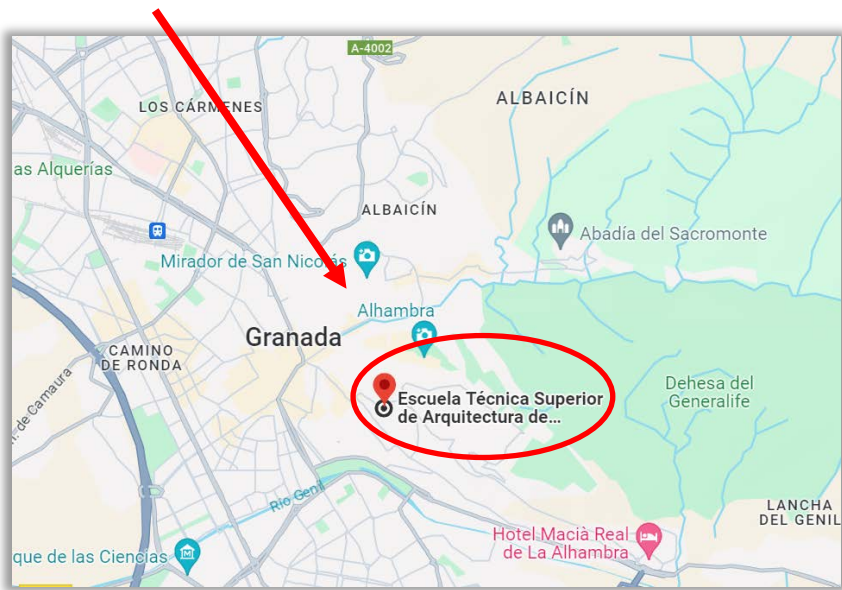 A-4002
LOS CÁRMENES
ALBAICÍN
as Alquerías
ALBAICÍN
Abadía del Sacromonte
Mirador de San Nicolás
Alhambra
Granada
CAMINO
DE RONDA
Dehesa del
Generalife
Escuela Técnica Superior
de Arquitectura de...
n. de Camaura
Río Genil
LANCHA
DEL GENIL
Hotel Macià Real
de La Alhambra
que de las Ciencias